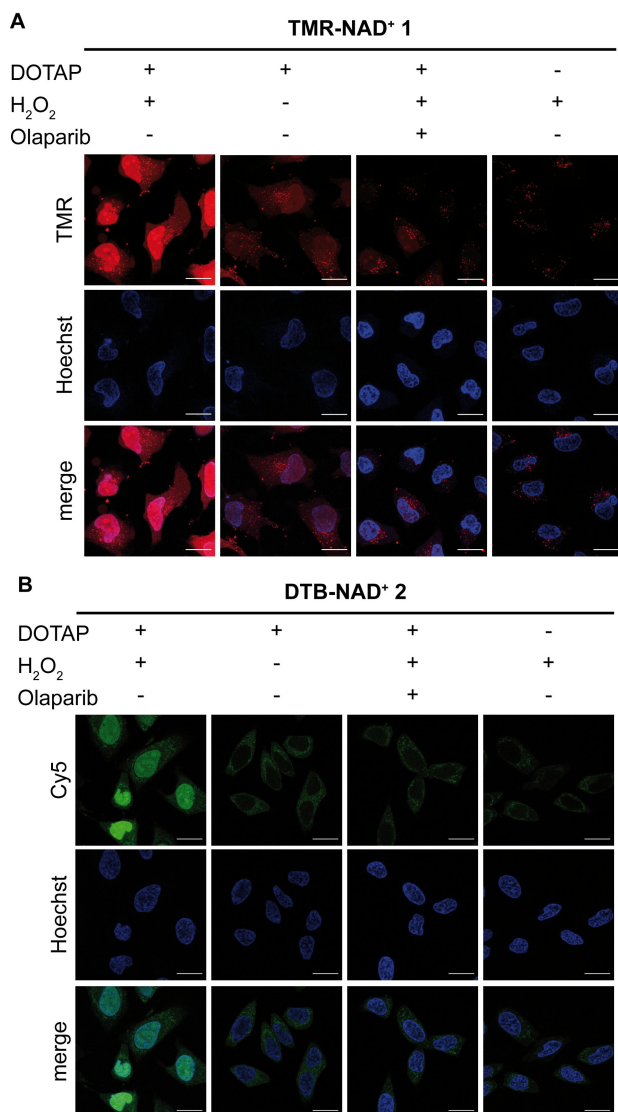 A
TMR-NAD⁺ 1
DOTAP + + + -
H₂O₂ + - + +
Olaparib - - + -
TMR
Hoechst
merge
B
DTB-NAD⁺ 2
DOTAP + + + -
H₂O₂ + - + +
Olaparib - - + -
Cy5
Hoechst
merge